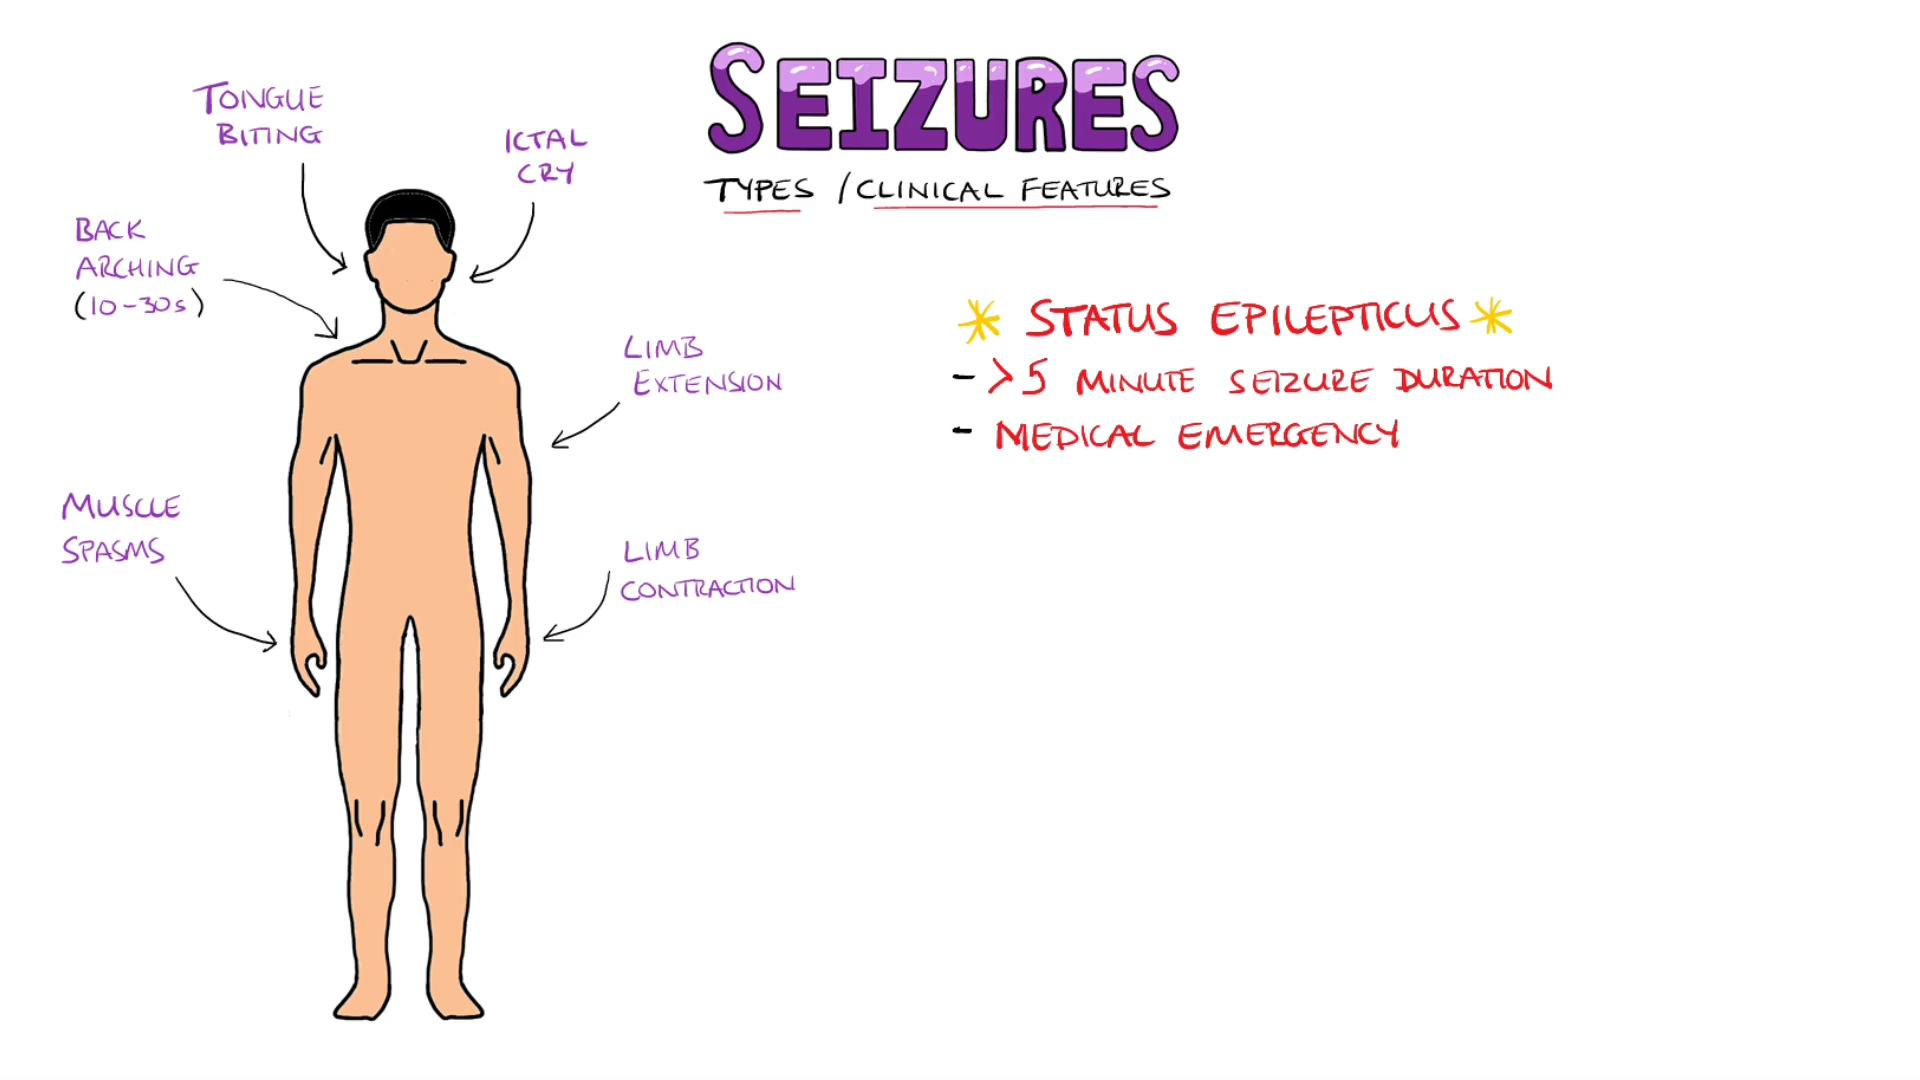 SEIZURES
TYPES / CLINICAL FEATURES
TONGUE
BITING
ICTAL
CRY
BACK
ARCHING
(10-30s)
LIMB
EXTENSION
MUSCLE
SPASMS
LIMB
CONTRACTION
* STATUS EPILEPTICUS *
- >5 MINUTE SEIZURE DURATION
- MEDICAL EMERGENCY